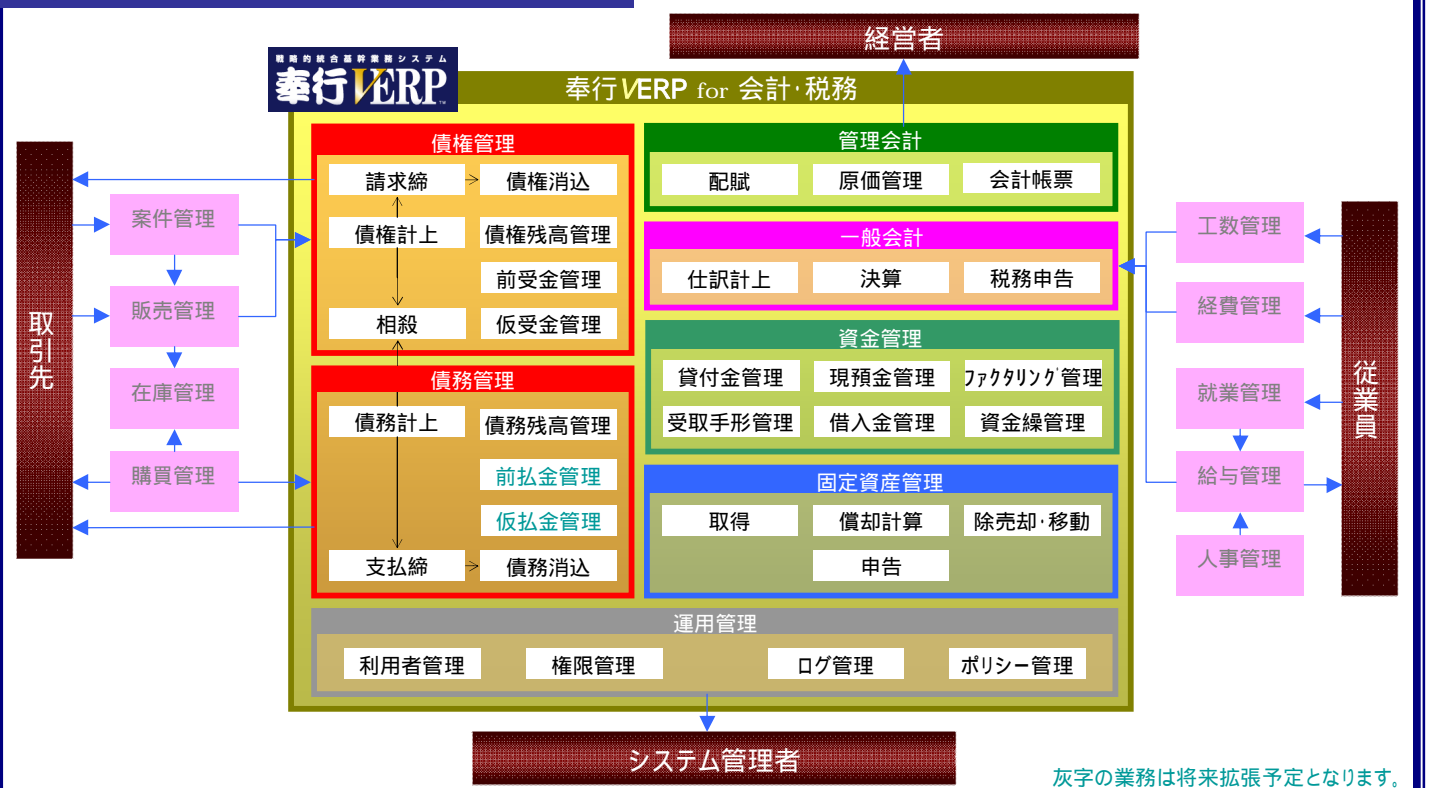 経営者
戦略的統合基幹業務システム
奉行VERP™
奉行VERP for 会計・税務
取引先
案件管理
販売管理
在庫管理
購買管理
債権管理
請求締
債権消込
債権計上
債権残高管理
前受金管理
相殺
仮受金管理
債務管理
債務計上
債務残高管理
前払金管理
仮払金管理
支払締
債務消込
管理会計
配賦
原価管理
会計帳票
一般会計
仕訳計上
決算
税務申告
資金管理
貸付金管理
現預金管理
ファクタリング管理
受取手形管理
借入金管理
資金繰管理
固定資産管理
取得
償却計算
除売却・移動
申告
運用管理
利用者管理
権限管理
ログ管理
ポリシー管理
工数管理
経費管理
就業管理
給与管理
人事管理
従業員
システム管理者
灰字の業務は将来拡張予定となります。